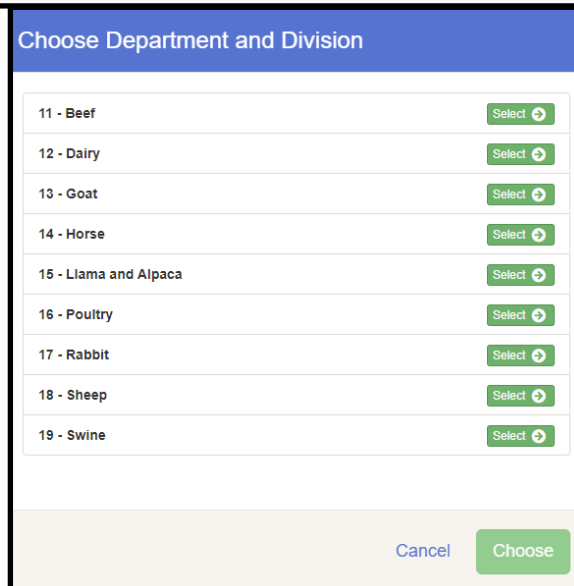 Choose Department and Division
11 - Beef Select
12 - Dairy Select
13 - Goat Select
14 - Horse Select
15 - Llama and Alpaca Select
16 - Poultry Select
17 - Rabbit Select
18 - Sheep Select
19 - Swine Select
Cancel Choose